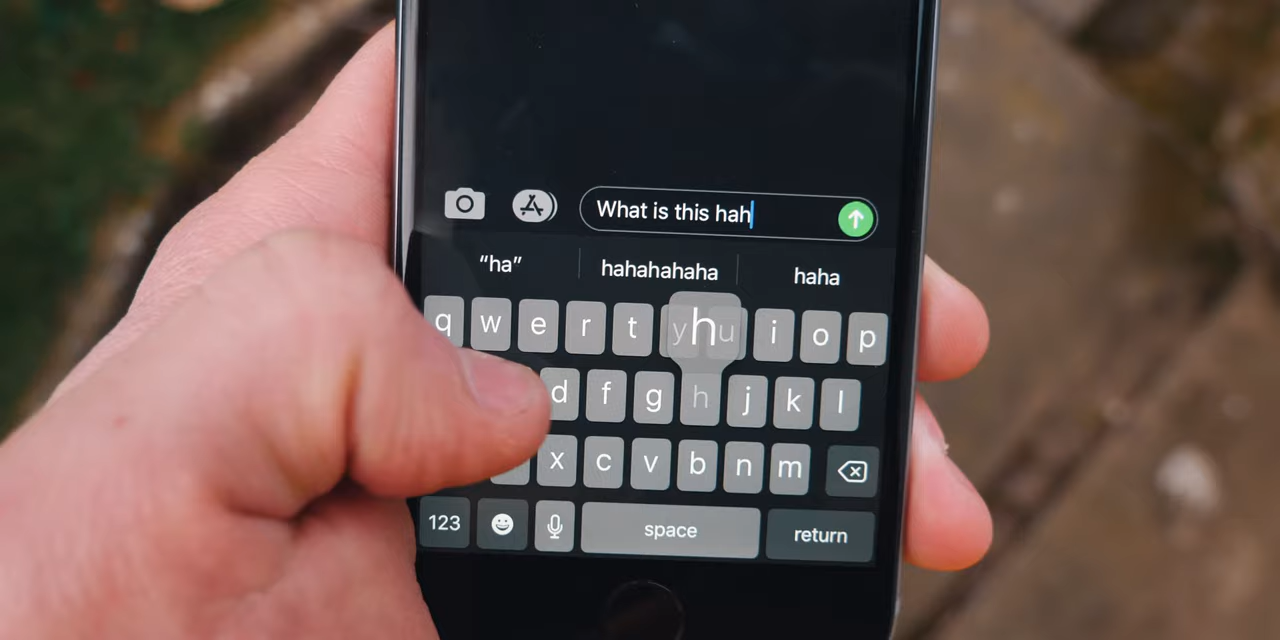 What is this hah
“ha” hahahahaha haha
q w e r t y h u i o p
d f g h j k l
x c v b n m
123 space return